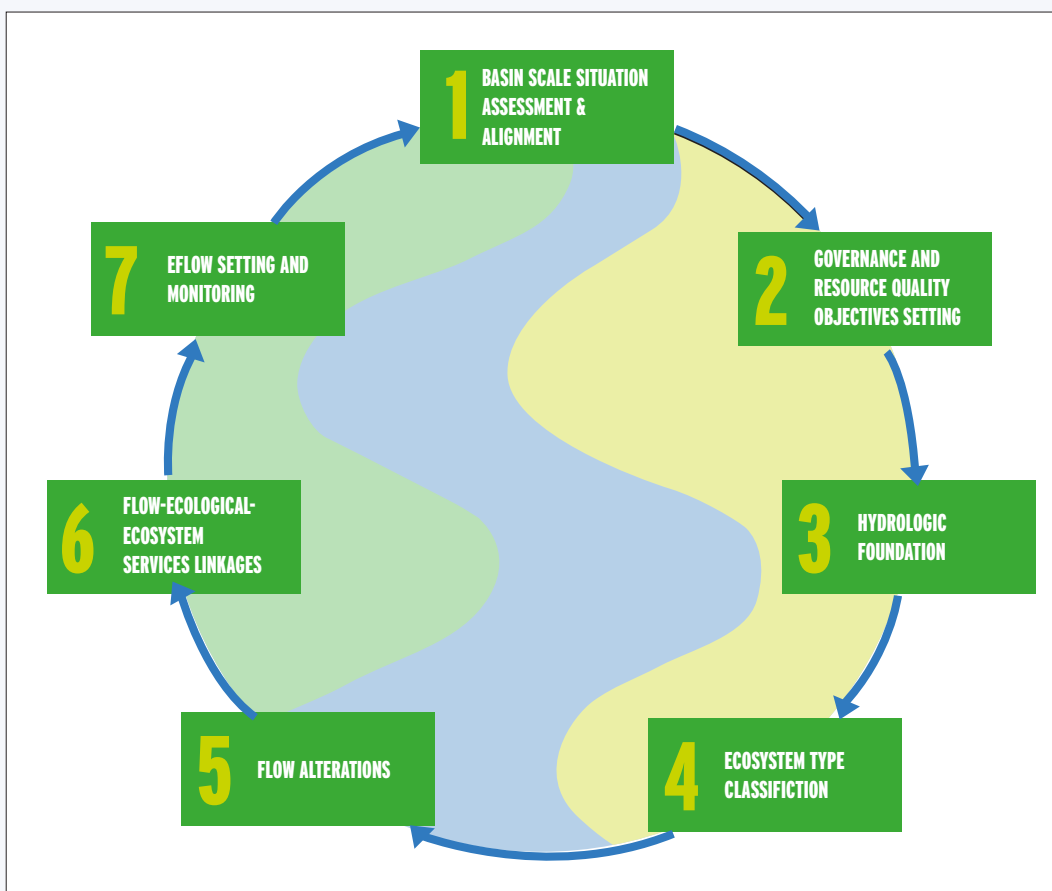 1
BASIN SCALE SITUATION
ASSESSMENT &
ALIGNMENT
2
GOVERNANCE AND
RESOURCE QUALITY
OBJECTIVES SETTING
3
HYDROLOGIC
FOUNDATION
4
ECOSYSTEM TYPE
CLASSIFICTION
5
FLOW ALTERATIONS
6
FLOW-ECOLOGICAL-
ECOSYSTEM
SERVICES LINKAGES
7
EFLOW SETTING AND
MONITORING